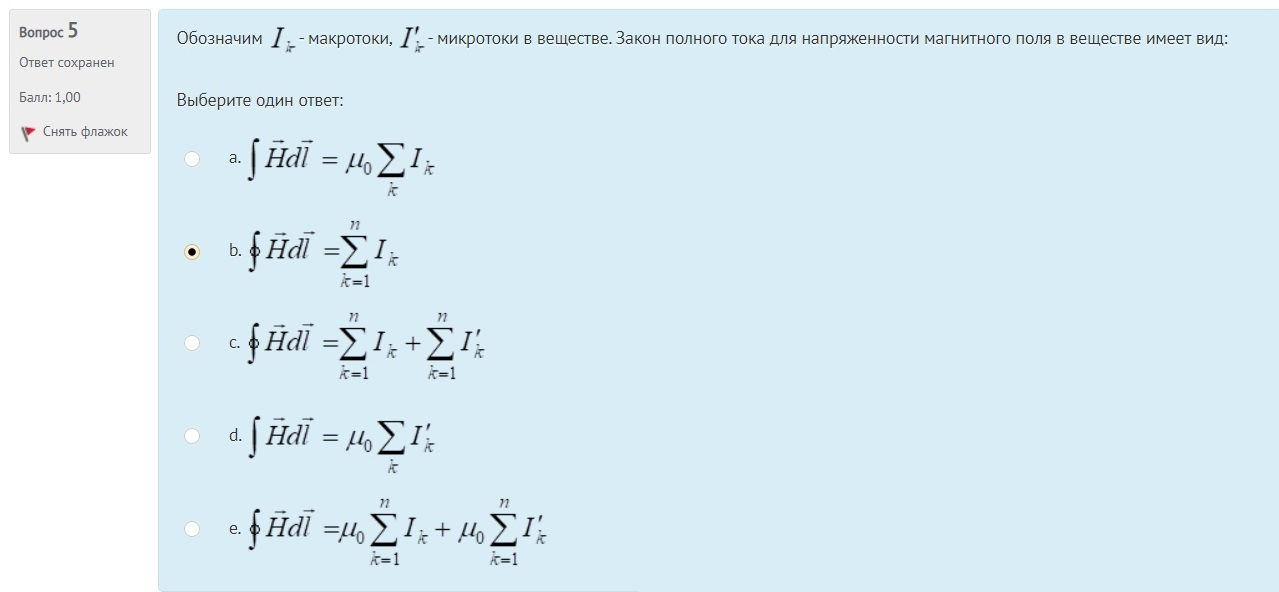 Вопрос 5
Ответ сохранен
Балл: 1,00
Снять флажок
Обозначим I_k - макротоки, I′_k - микротоки в веществе. Закон полного тока для напряженности магнитного поля в веществе имеет вид:
Выберите один ответ:
a. ∫ H⃗dl⃗ = μ₀ ∑_k I_k
b. ∮ H⃗dl⃗ = ∑_{k=1}^{n} I_k
c. ∮ H⃗dl⃗ = ∑_{k=1}^{n} I_k + ∑_{k=1}^{n} I′_k
d. ∫ H⃗dl⃗ = μ₀ ∑_k I′_k
e. ∮ H⃗dl⃗ = μ₀ ∑_{k=1}^{n} I_k + μ₀ ∑_{k=1}^{n} I′_k